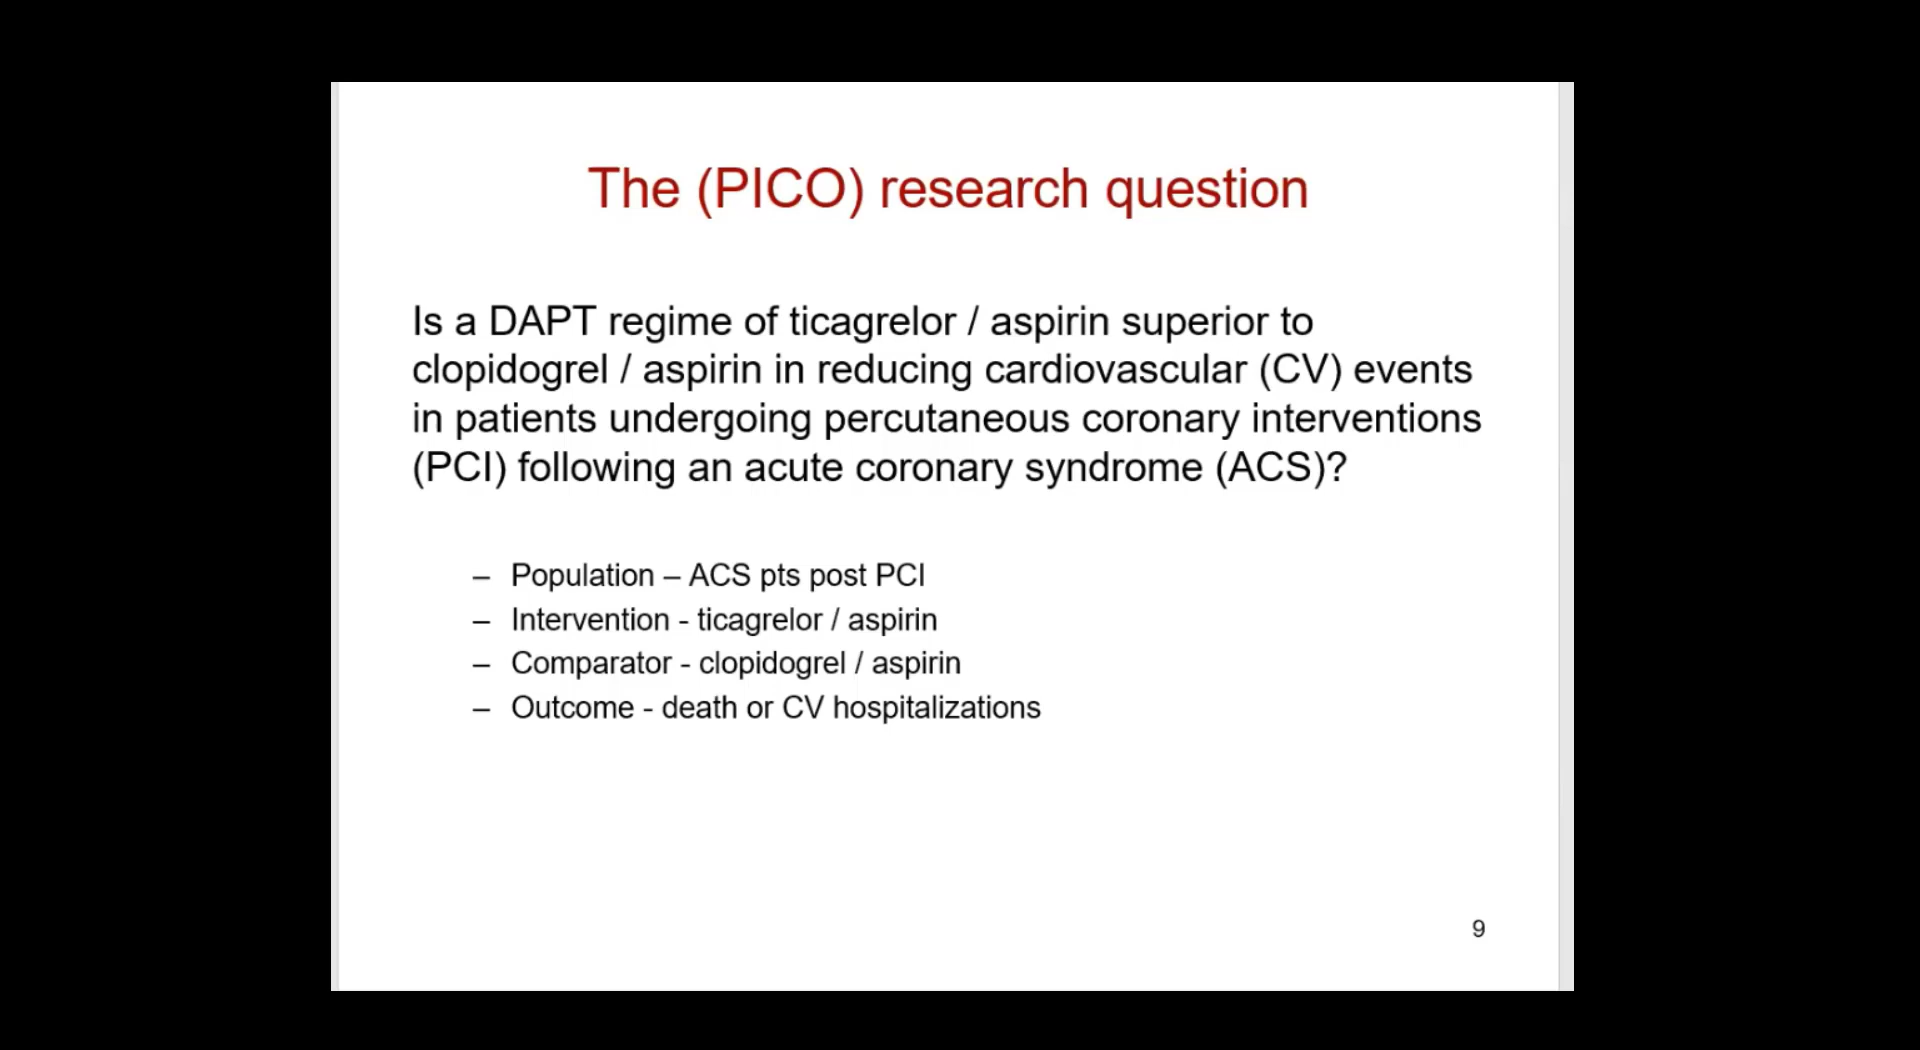 The (PICO) research question
Is a DAPT regime of ticagrelor / aspirin superior to
clopidogrel / aspirin in reducing cardiovascular (CV) events
in patients undergoing percutaneous coronary interventions
(PCI) following an acute coronary syndrome (ACS)?
– Population – ACS pts post PCI
– Intervention - ticagrelor / aspirin
– Comparator - clopidogrel / aspirin
– Outcome - death or CV hospitalizations
9